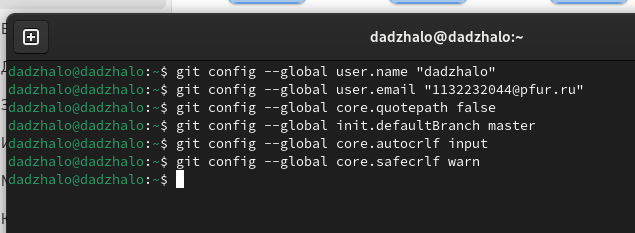 dadzhalo@dadzhalo:~
dadzhalo@dadzhalo:~$ git config --global user.name "dadzhalo"
dadzhalo@dadzhalo:~$ git config --global user.email "1132232044@pfur.ru"
dadzhalo@dadzhalo:~$ git config --global core.quotepath false
dadzhalo@dadzhalo:~$ git config --global init.defaultBranch master
dadzhalo@dadzhalo:~$ git config --global core.autocrlf input
dadzhalo@dadzhalo:~$ git config --global core.safecrlf warn
dadzhalo@dadzhalo:~$